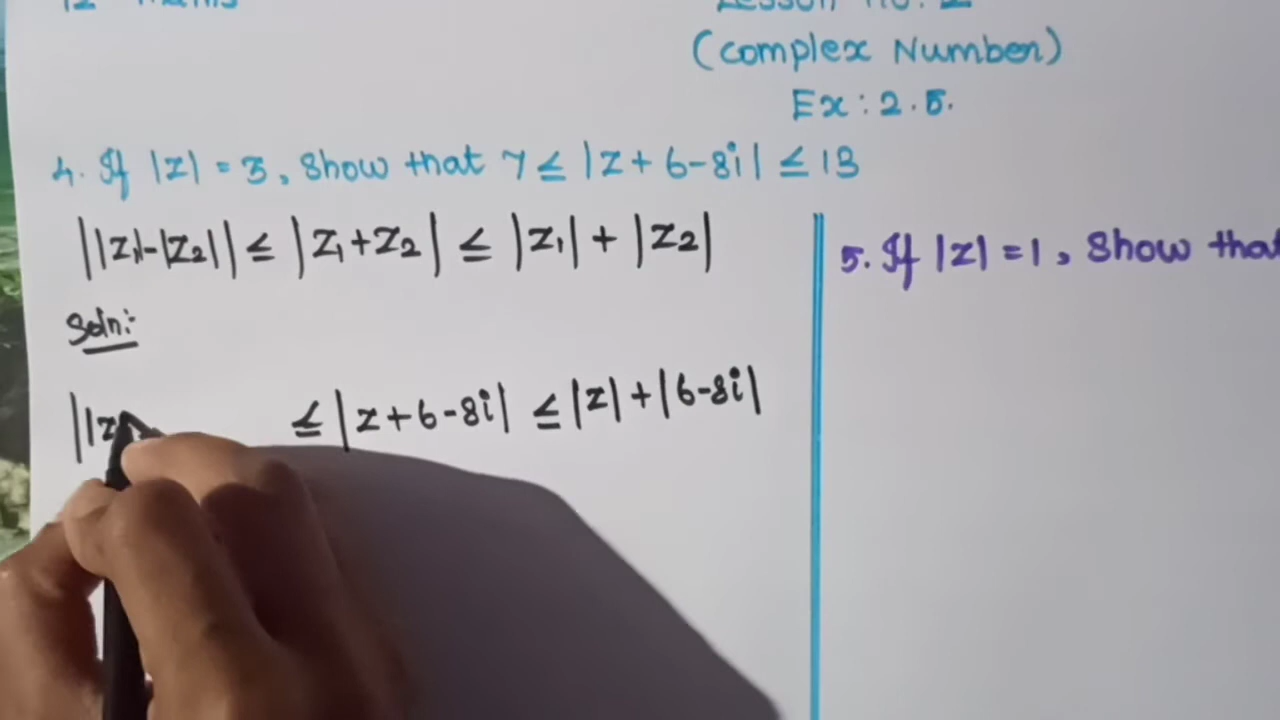 (Complex Number)
Ex : 2.5.
4. If |z| = 3, Show that 7 ≤ |z + 6 - 8i| ≤ 13
||z₁|-|z₂|| ≤ |z₁+z₂| ≤ |z₁| + |z₂|
Soln:-
||z ≤ |z+6-8i| ≤ |z| + |6-8i|
5. If |z| = 1, Show that